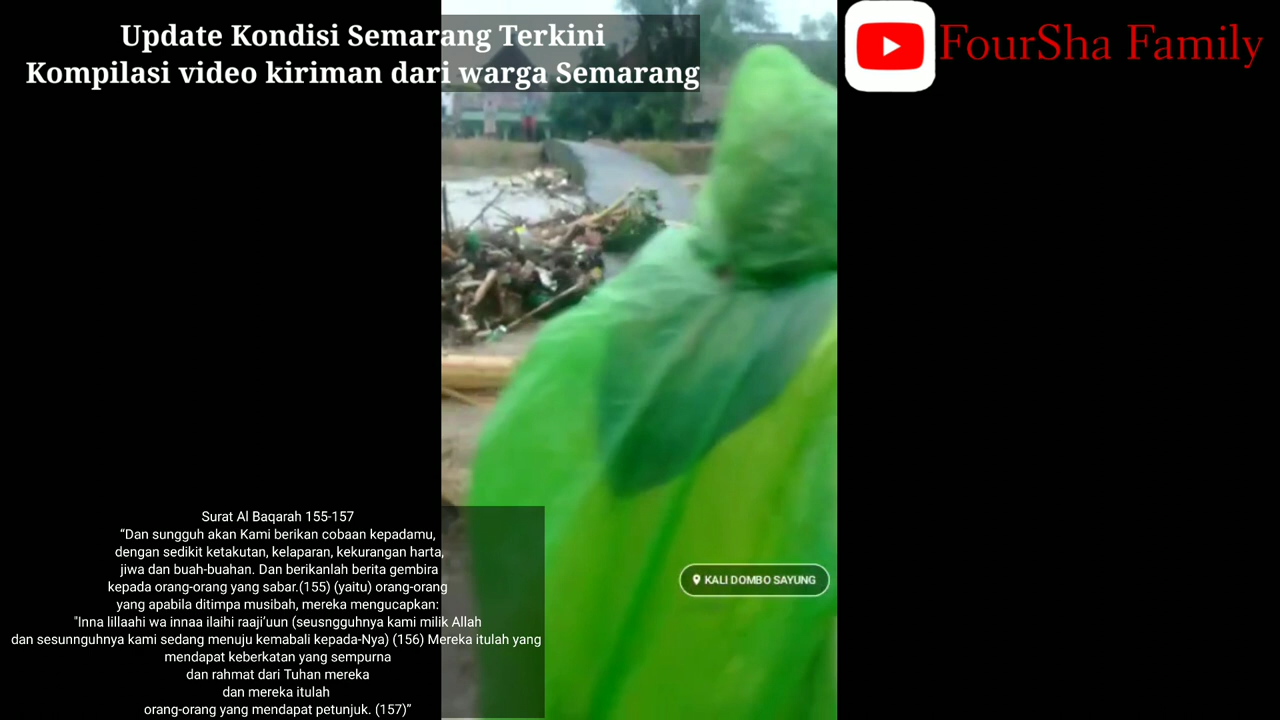 Update Kondisi Semarang Terkini
Kompilasi video kiriman dari warga Semarang
FourSha Family
KALI DOMBO SAYUNG
Surat Al Baqarah 155-157
“Dan sungguh akan Kami berikan cobaan kepadamu,
dengan sedikit ketakutan, kelaparan, kekurangan harta,
jiwa dan buah-buahan. Dan berikanlah berita gembira
kepada orang-orang yang sabar.(155) (yaitu) orang-orang
yang apabila ditimpa musibah, mereka mengucapkan:
"Inna lillaahi wa innaa ilaihi raaji’uun (seusngguhnya kami milik Allah
dan sesunnguhnya kami sedang menuju kemabali kepada-Nya) (156) Mereka itulah yang
mendapat keberkatan yang sempurna
dan rahmat dari Tuhan mereka
dan mereka itulah
orang-orang yang mendapat petunjuk. (157)”